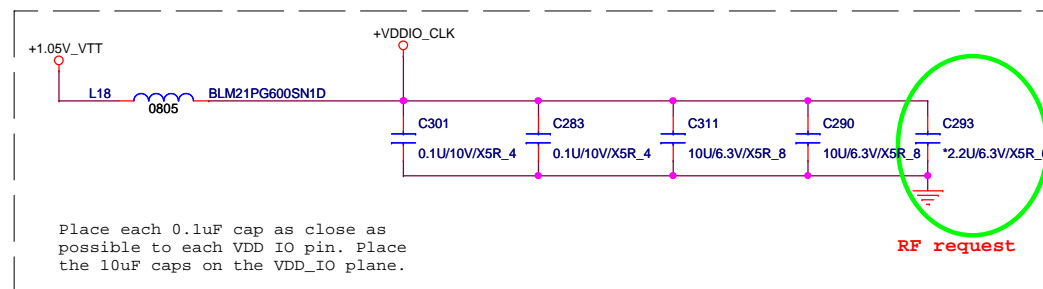 +VDDIO_CLK
+1.05V_VTT
L18
BLM21PG600SN1D
0805
C301
C283
C311
C290
C293
0.1U/10V/X5R_4
0.1U/10V/X5R_4
10U/6.3V/X5R_8
10U/6.3V/X5R_8
*2.2U/6.3V/X5R_
Place each 0.1uF cap as close as
possible to each VDD IO pin. Place
the 10uF caps on the VDD_IO plane.
RF request